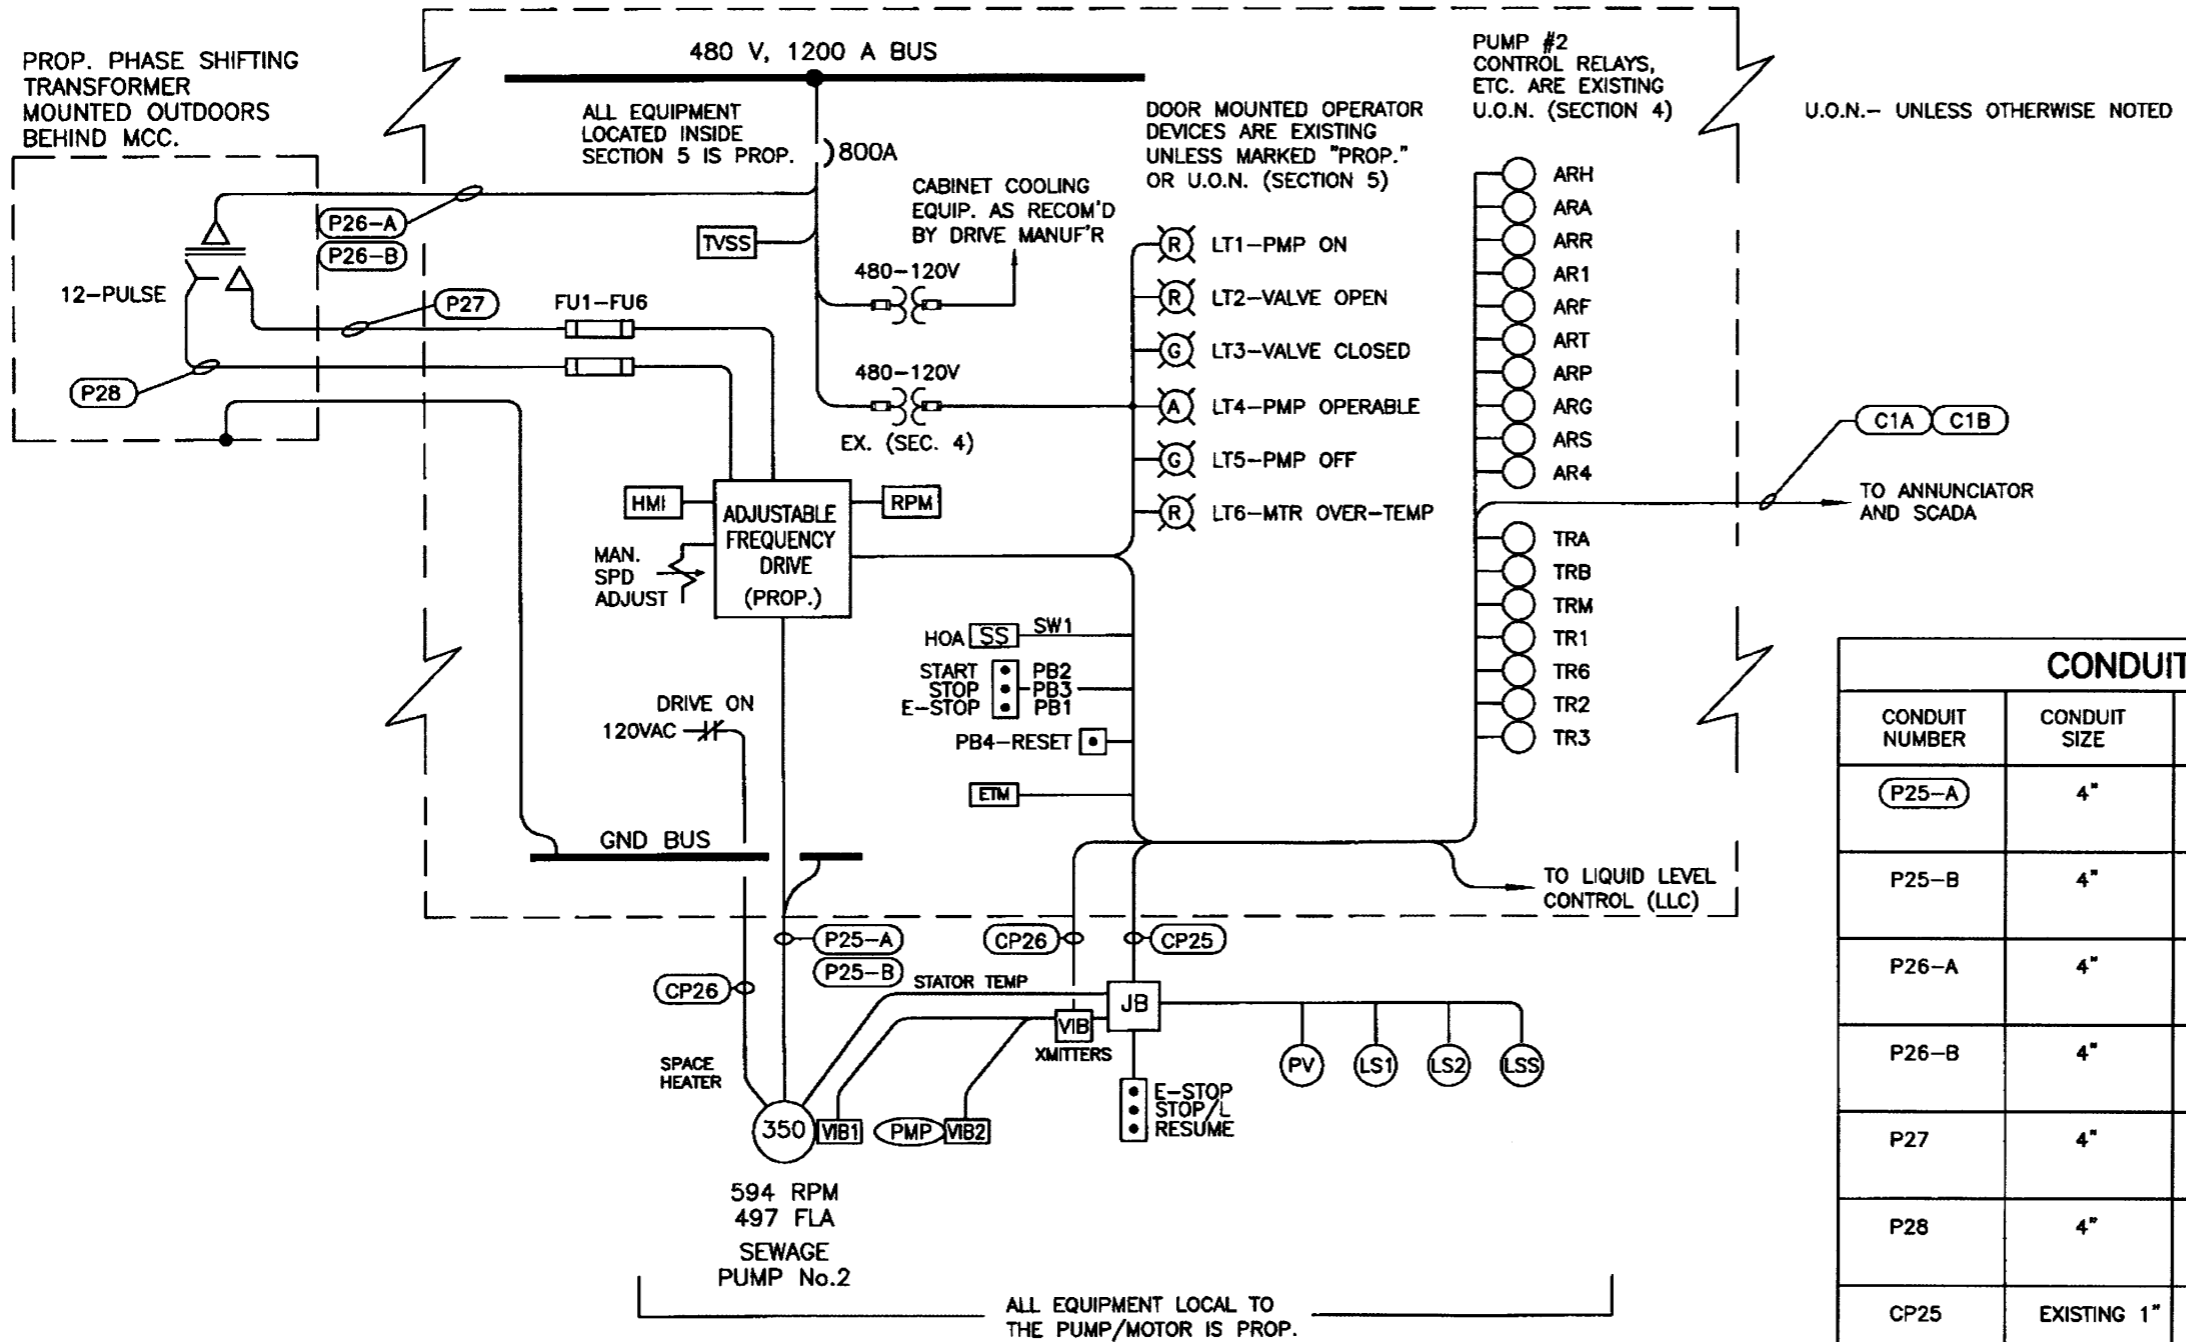 PROP. PHASE SHIFTING
TRANSFORMER
MOUNTED OUTDOORS
BEHIND MCC.
480 V, 1200 A BUS
ALL EQUIPMENT
LOCATED INSIDE
SECTION 5 IS PROP.
800A
PUMP #2
CONTROL RELAYS,
ETC. ARE EXISTING
U.O.N. (SECTION 4)
U.O.N.- UNLESS OTHERWISE NOTED
DOOR MOUNTED OPERATOR
DEVICES ARE EXISTING
UNLESS MARKED "PROP."
OR U.O.N. (SECTION 5)
CABINET COOLING
EQUIP. AS RECOM'D
BY DRIVE MANUF'R
P26-A
P26-B
TVSS
480-120V
12-PULSE
P27
FU1-FU6
P28
480-120V
EX. (SEC. 4)
R LT1-PMP ON
R LT2-VALVE OPEN
G LT3-VALVE CLOSED
A LT4-PMP OPERABLE
G LT5-PMP OFF
R LT6-MTR OVER-TEMP
ARH
ARA
ARR
AR1
ARF
ART
ARP
ARG
ARS
AR4
C1A C1B
TO ANNUNCIATOR
AND SCADA
TRA
TRB
TRM
TR1
TR6
TR2
TR3
HMI
ADJUSTABLE
FREQUENCY
DRIVE
(PROP.)
RPM
MAN.
SPD
ADJUST
HOA SS SW1
START PB2
STOP PB3
E-STOP PB1
PB4-RESET
ETM
DRIVE ON
120VAC
GND BUS
TO LIQUID LEVEL
CONTROL (LLC)
P25-A
P25-B
CP26
CP25
CP26
STATOR TEMP
JB
VIB
XMITTERS
SPACE
HEATER
PV
LS1
LS2
LSS
E-STOP
STOP/L
RESUME
350
VIB1
PMP
VIB2
594 RPM
497 FLA
SEWAGE
PUMP No.2
ALL EQUIPMENT LOCAL TO
THE PUMP/MOTOR IS PROP.
CONDUIT
CONDUIT
NUMBER
CONDUIT
SIZE
P25-A 4"
P25-B 4"
P26-A 4"
P26-B 4"
P27 4"
P28 4"
CP25 EXISTING 1"